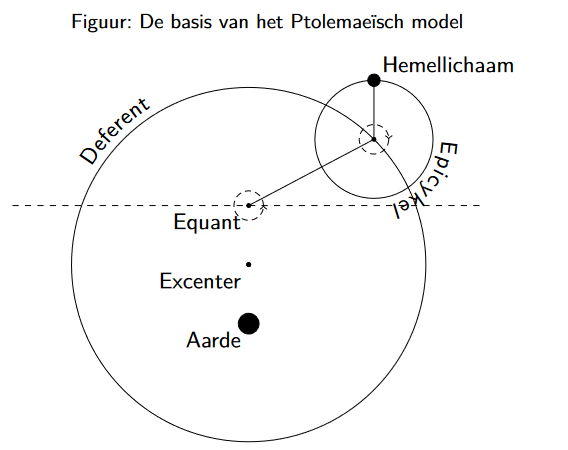 Figuur: De basis van het Ptolemaeïsch model
Hemellichaam
Deferent
Epicykel
Equant
Excenter
Aarde